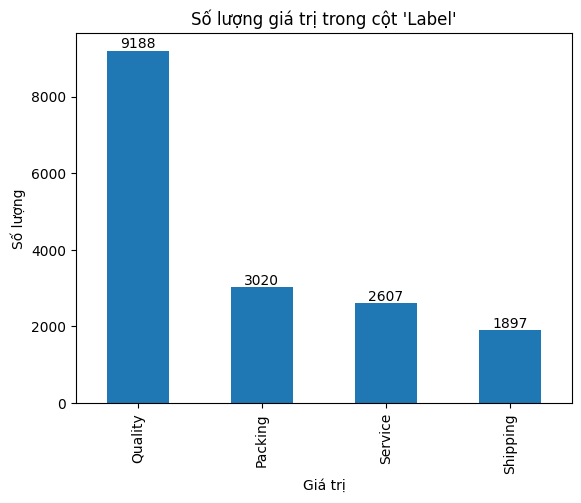 Số lượng giá trị trong cột 'Label'
9188
8000
6000
Số lượng
4000
3020
2607
2000
1897
0
Quality
Packing
Service
Shipping
Giá trị